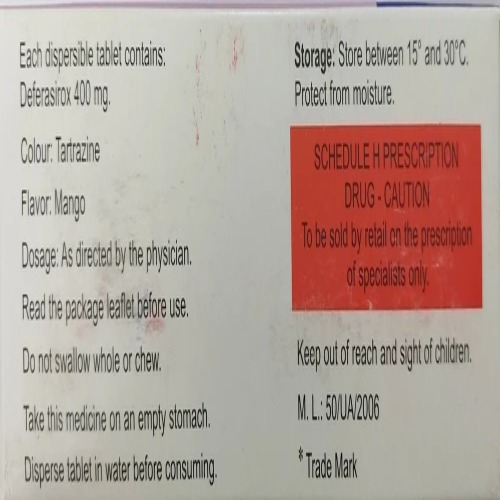 Each dispersible tablet contains:
Deferasirox 400 mg.
Colour: Tartrazine
Flavor: Mango
Dosage: As directed by the physician.
Read the package leaflet before use.
Do not swallow whole or chew.
Take this medicine on an empty stomach.
Disperse tablet in water before consuming.
Storage: Store between 15° and 30°C.
Protect from moisture.
SCHEDULE H PRESCRIPTION
DRUG - CAUTION
To be sold by retail on the prescription
of specialists only.
Keep out of reach and sight of children.
M. L.: 50/UA/2006
* Trade Mark